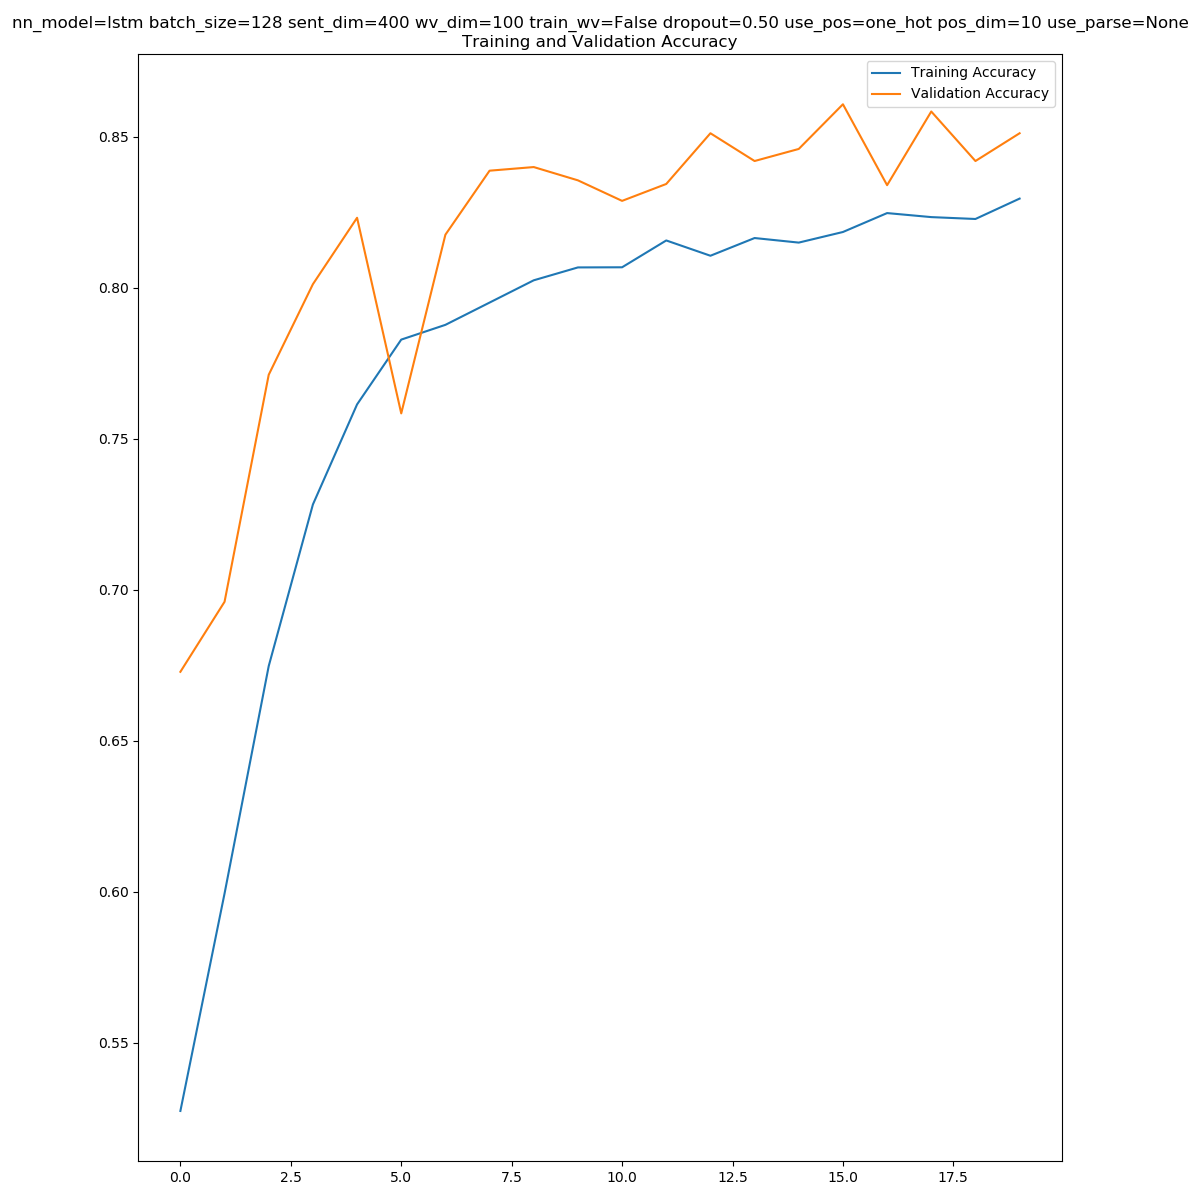 nn_model=lstm batch_size=128 sent_dim=400 wv_dim=100 train_wv=False dropout=0.50 use_pos=one_hot pos_dim=10 use_parse=None
Training and Validation Accuracy
Training Accuracy
Validation Accuracy
0.85
0.80
0.75
0.70
0.65
0.60
0.55
0.0 2.5 5.0 7.5 10.0 12.5 15.0 17.5